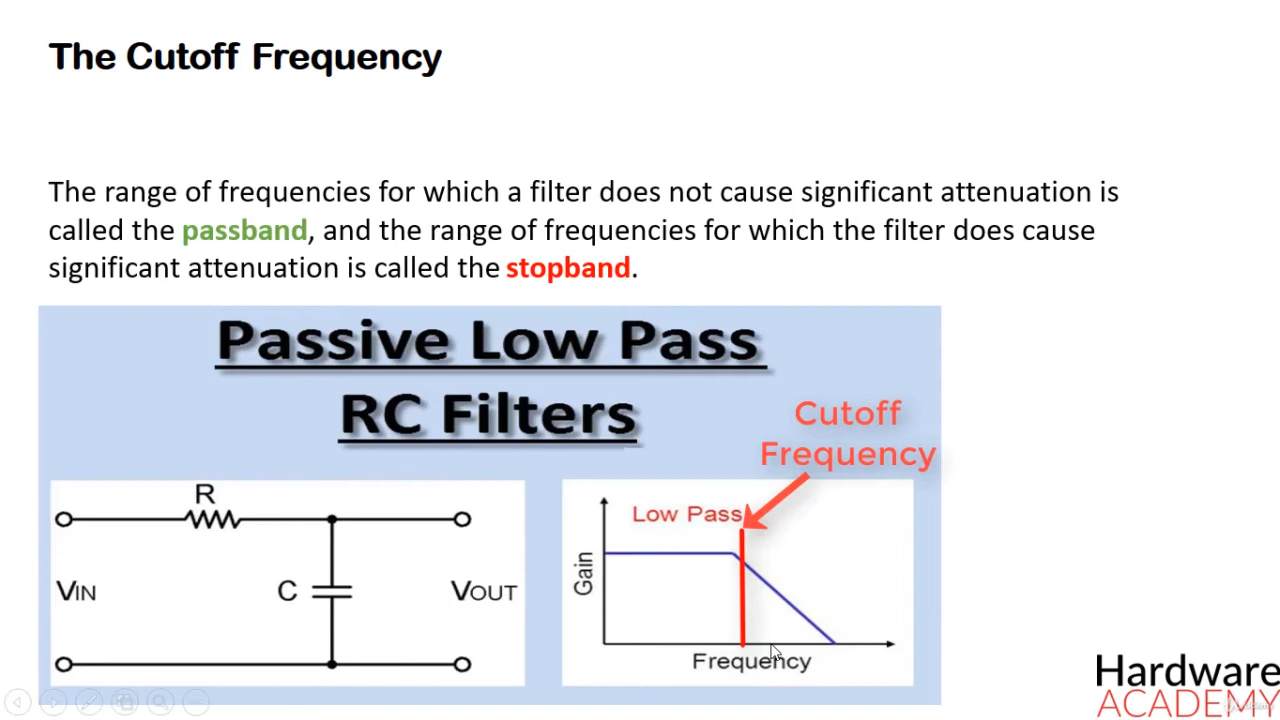 The Cutoff Frequency
The range of frequencies for which a filter does not cause significant attenuation is
called the passband, and the range of frequencies for which the filter does cause
significant attenuation is called the stopband.
Passive Low Pass
RC Filters
Cutoff
Frequency
R
C
VIN
VOUT
Low Pass
Gain
Frequency
Hardware
ACADEMY